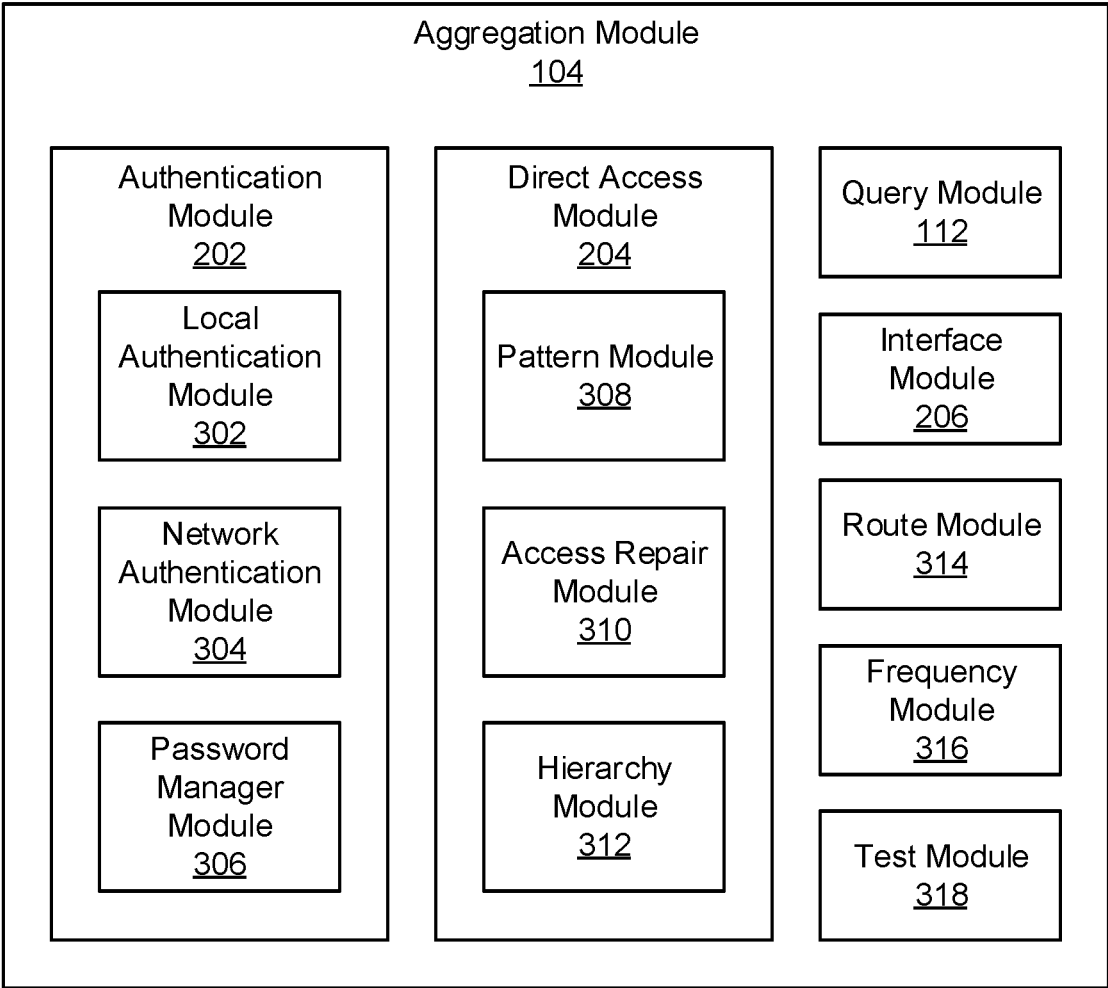 Aggregation Module
104
Authentication
Module
202
Local
Authentication
Module
302
Network
Authentication
Module
304
Password
Manager
Module
306
Direct Access
Module
204
Pattern Module
308
Access Repair
Module
310
Hierarchy
Module
312
Query Module
112
Interface
Module
206
Route Module
314
Frequency
Module
316
Test Module
318